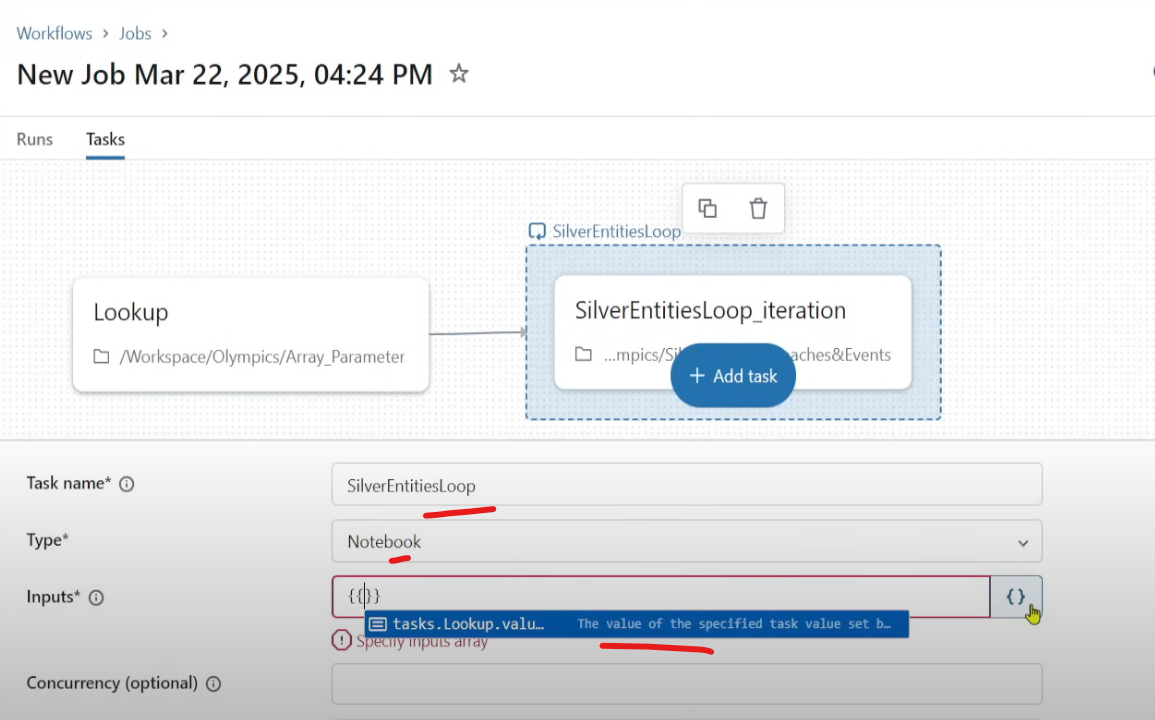 Workflows › Jobs ›
New Job Mar 22, 2025, 04:24 PM
Runs Tasks
SilverEntitiesLoop
Lookup
/Workspace/Olympics/Array_Parameter
SilverEntitiesLoop_iteration
...mpics/Sil aches&Events
+ Add task
Task name*
SilverEntitiesLoop
Type*
Notebook
Inputs*
{{}}
{}
tasks.Lookup.valu… The value of the specified task value set b…
Specify inputs array
Concurrency (optional)